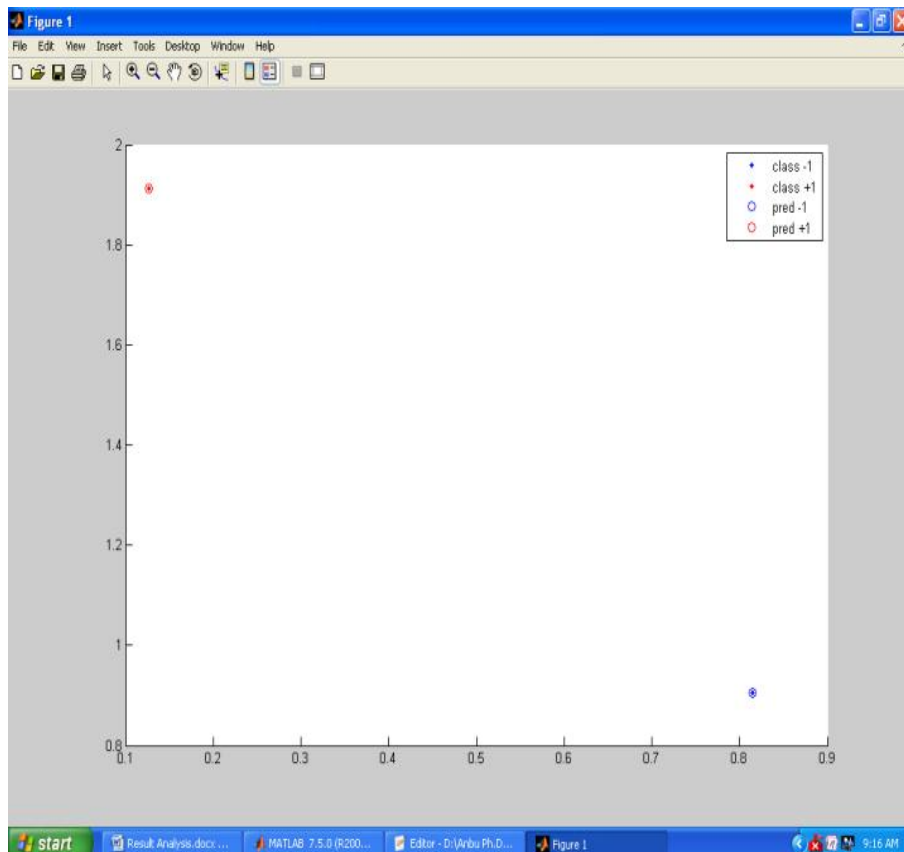 Figure 1
File Edit View Insert Tools Desktop Window Help
2
1.8
1.6
1.4
1.2
1
0.8
0.1 0.2 0.3 0.4 0.5 0.6 0.7 0.8 0.9
class -1
class +1
pred -1
pred +1
start Result Analysis.docx ... MATLAB 7.5.0 (R200... Editor - D:\Anbu Ph.D... Figure 1 9:16 AM